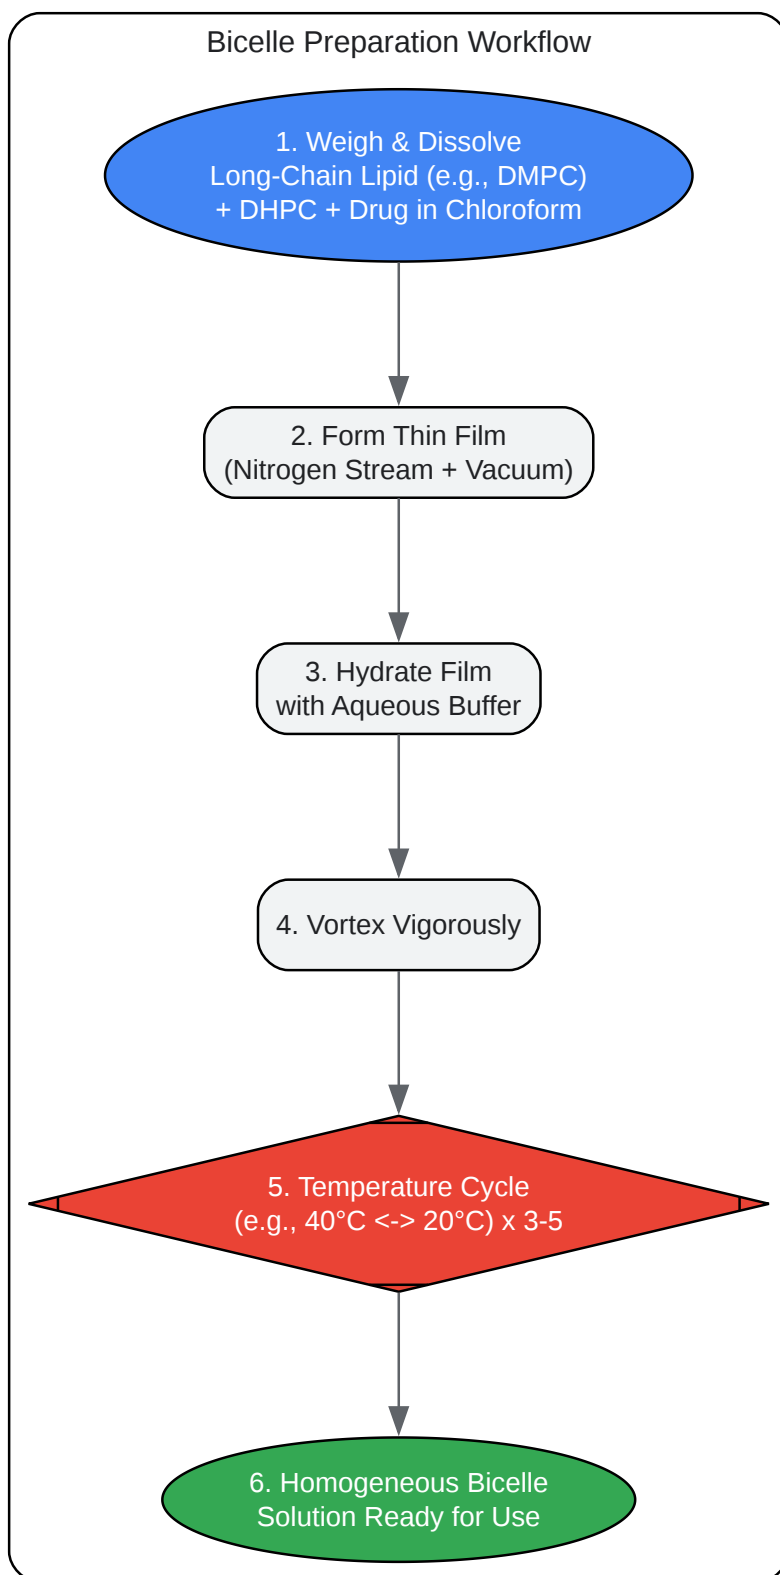 Bicelle Preparation Workflow
1. Weigh & Dissolve
Long-Chain Lipid (e.g., DMPC)
+ DHPC + Drug in Chloroform
2. Form Thin Film
(Nitrogen Stream + Vacuum)
3. Hydrate Film
with Aqueous Buffer
4. Vortex Vigorously
5. Temperature Cycle
(e.g., 40°C <-> 20°C) x 3-5
6. Homogeneous Bicelle
Solution Ready for Use